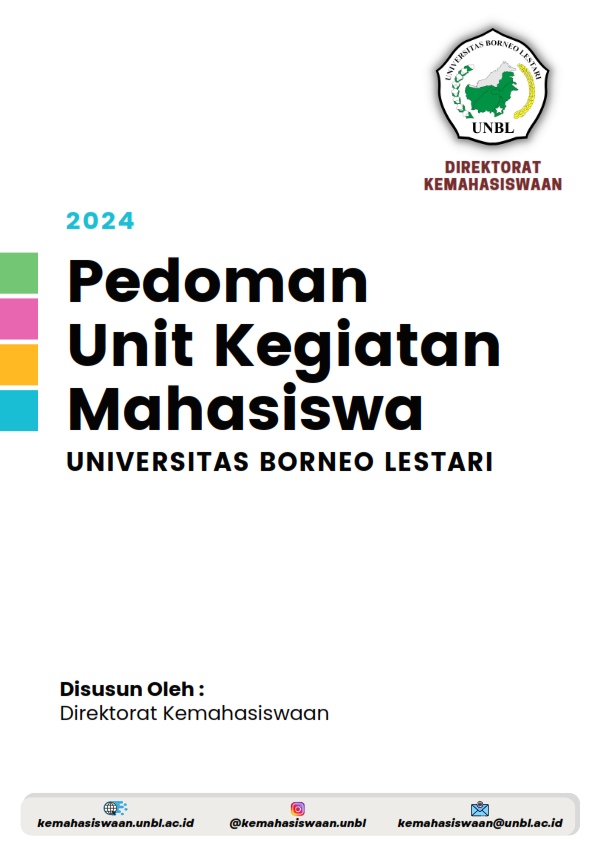 UNIVERSITAS BORNEO LESTARI
UNBL
DIREKTORAT
KEMAHASISWAAN
2024
Pedoman
Unit Kegiatan
Mahasiswa
UNIVERSITAS BORNEO LESTARI
Disusun Oleh :
Direktorat Kemahasiswaan
kemahasiswaan.unbl.ac.id @kemahasiswaan.unbl kemahasiswaan@unbl.ac.id